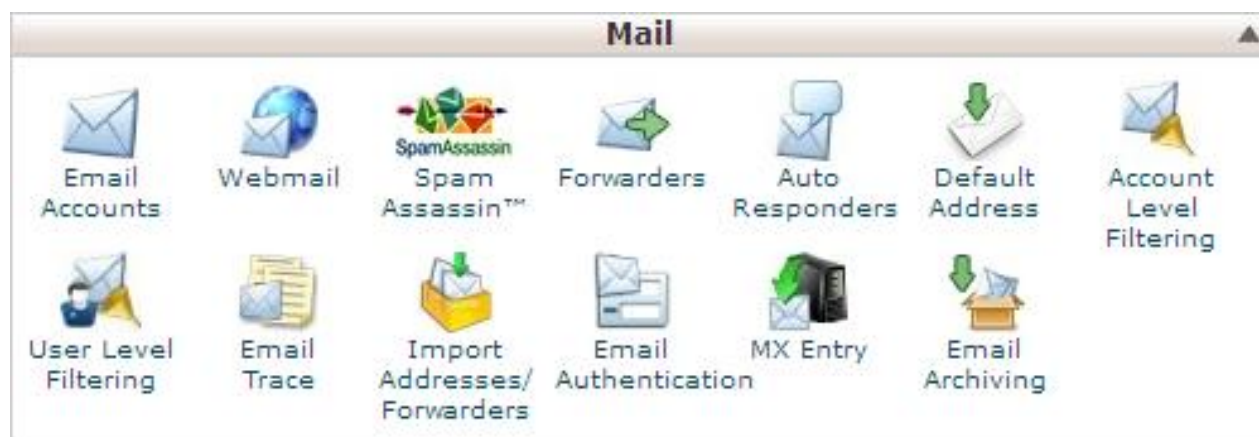 Mail
Email
Accounts
Webmail
SpamAssassin
Spam
Assassin™
Forwarders
Auto
Responders
Default
Address
Account
Level
Filtering
User Level
Filtering
Email
Trace
Import
Addresses/
Forwarders
Email
Authentication
MX Entry
Email
Archiving